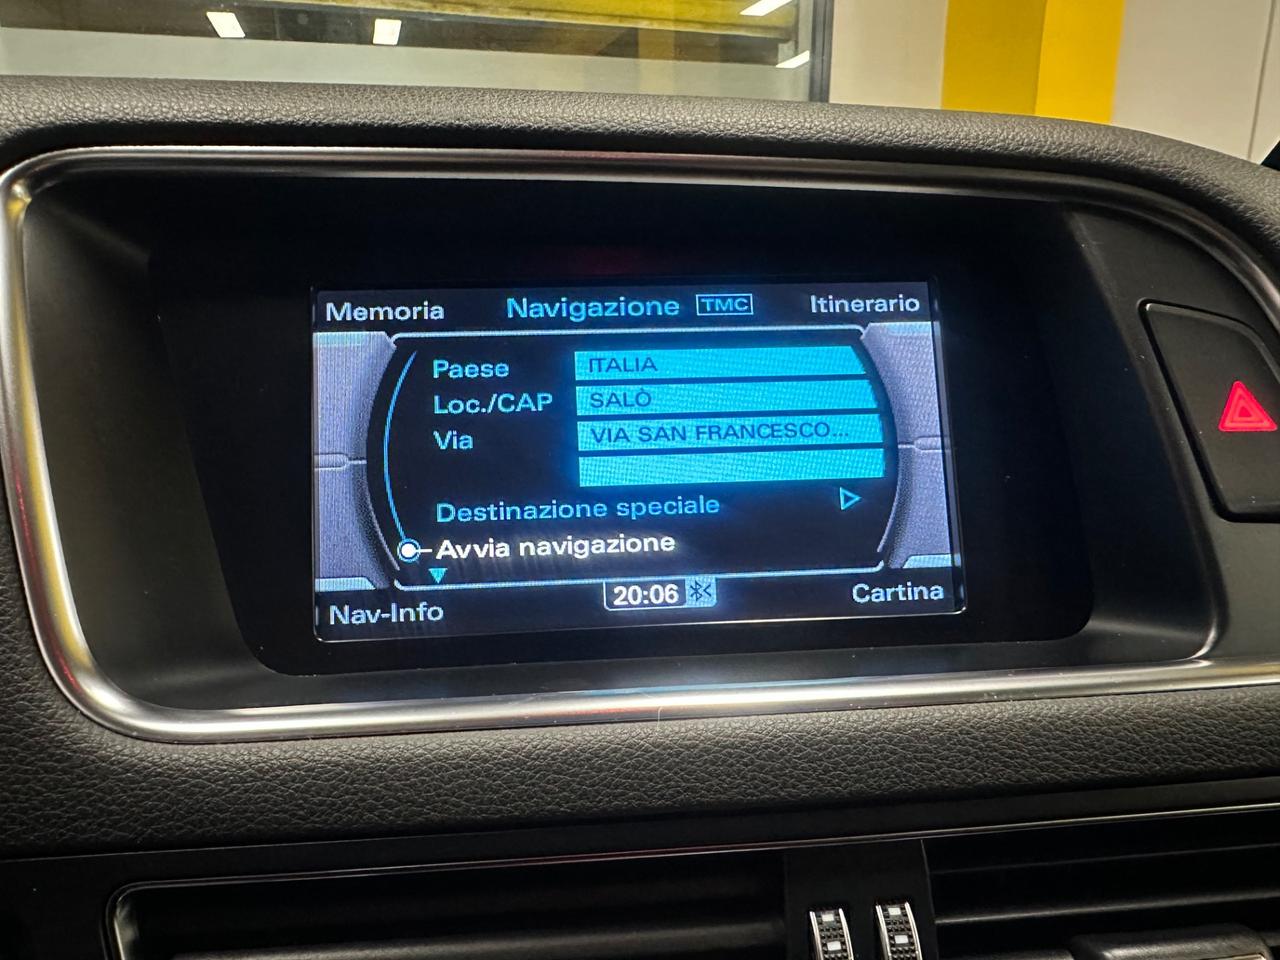 Memoria Navigazione TMC Itinerario
Paese ITALIA
Loc./CAP SALÒ
Via VIA SAN FRANCESCO...
Destinazione speciale
Avvia navigazione
Nav-Info 20:06 Cartina